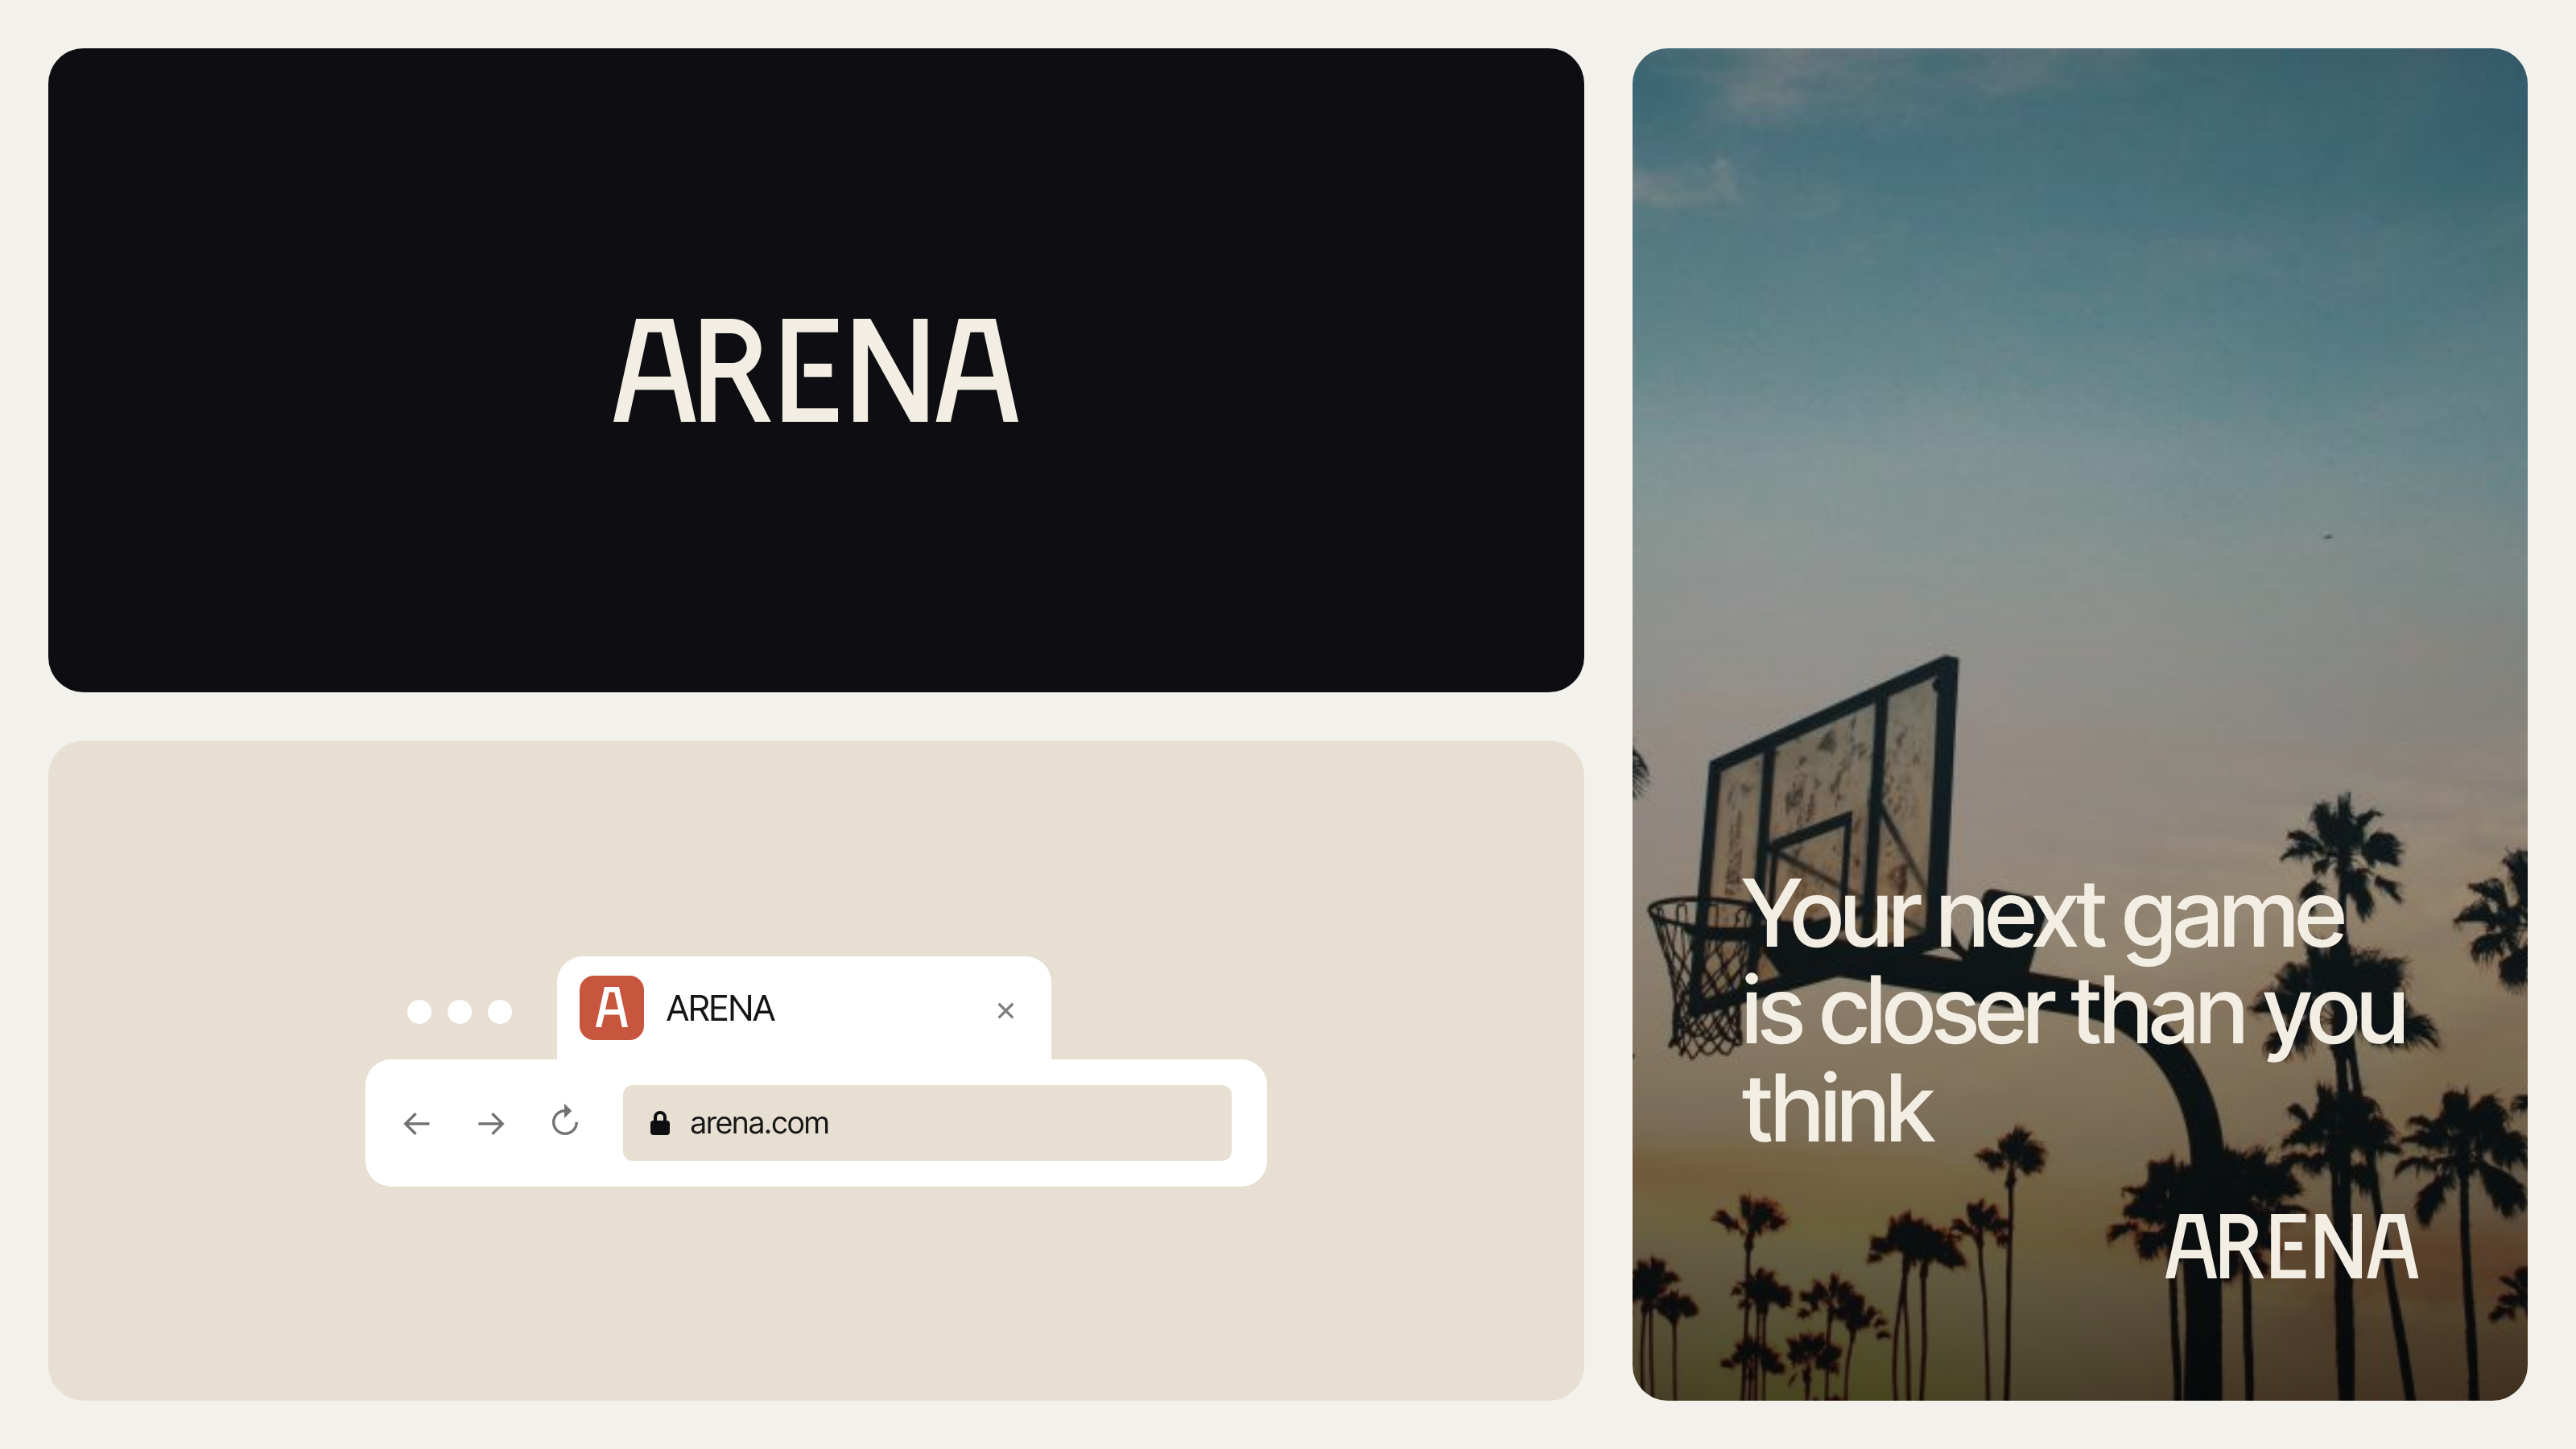 ARENA
A ARENA
arena.com
Your next game
is closer than you
think
ARENA